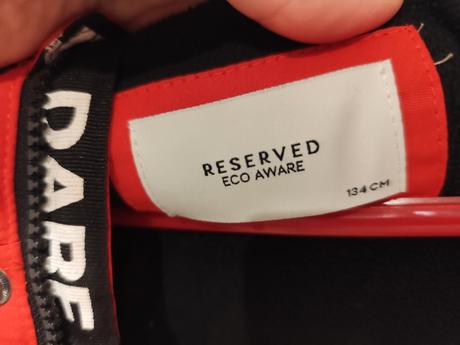 RESERVED
ECO AWARE
134 CM
DARE